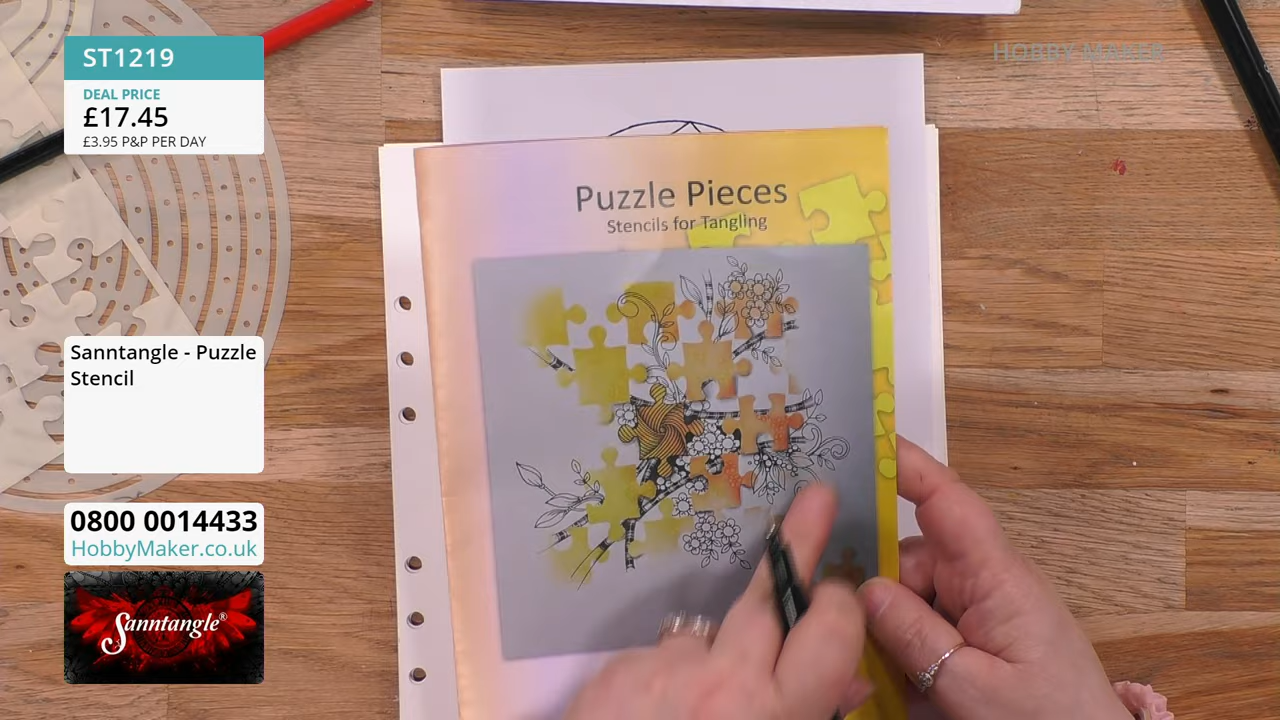 ST1219
DEAL PRICE
£17.45
£3.95 P&P PER DAY
HOBBY MAKER
Puzzle Pieces
Stencils for Tangling
Sanntangle - Puzzle
Stencil
0800 0014433
HobbyMaker.co.uk
Sanntangle®